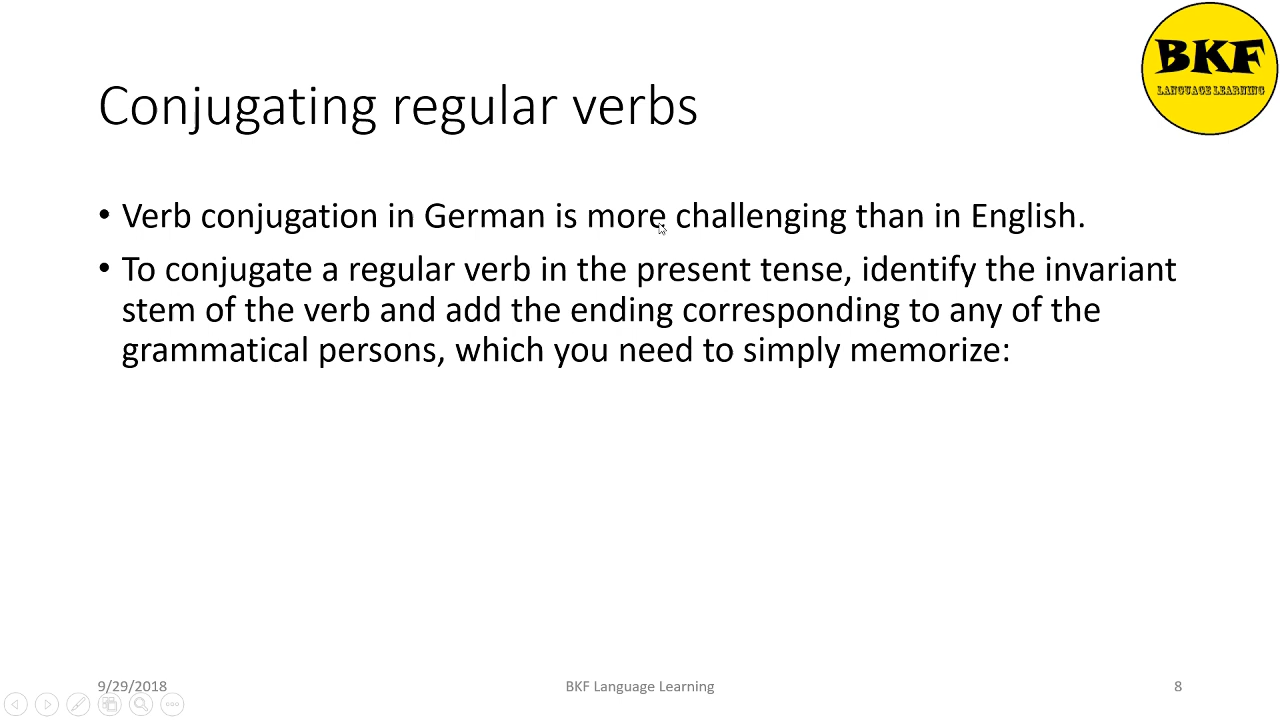 BKF
LANGUAGE LEARNING
Conjugating regular verbs
• Verb conjugation in German is more challenging than in English.
• To conjugate a regular verb in the present tense, identify the invariant
stem of the verb and add the ending corresponding to any of the
grammatical persons, which you need to simply memorize:
9/29/2018
BKF Language Learning
8